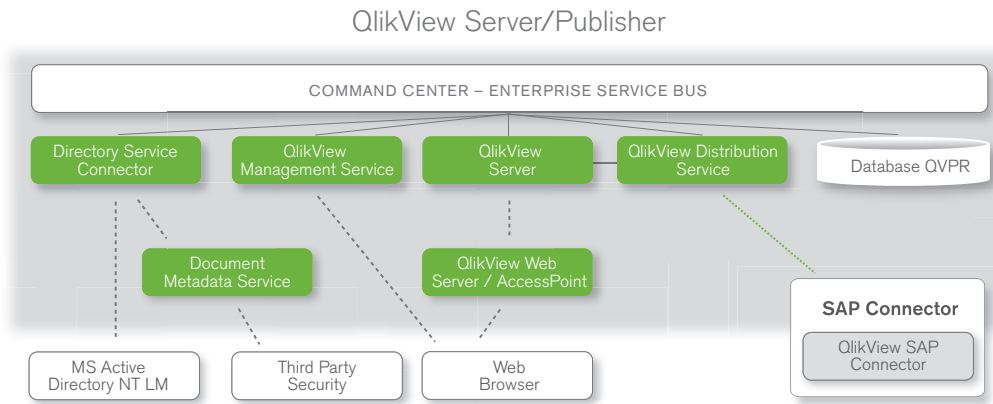 QlikView Server/Publisher
COMMAND CENTER – ENTERPRISE SERVICE BUS
Directory Service
Connector
QlikView
Management Service
QlikView
Server
QlikView Distribution
Service
Database QVPR
Document
Metadata Service
QlikView Web
Server / AccessPoint
SAP Connector
QlikView SAP
Connector
MS Active
Directory NT LM
Third Party
Security
Web
Browser